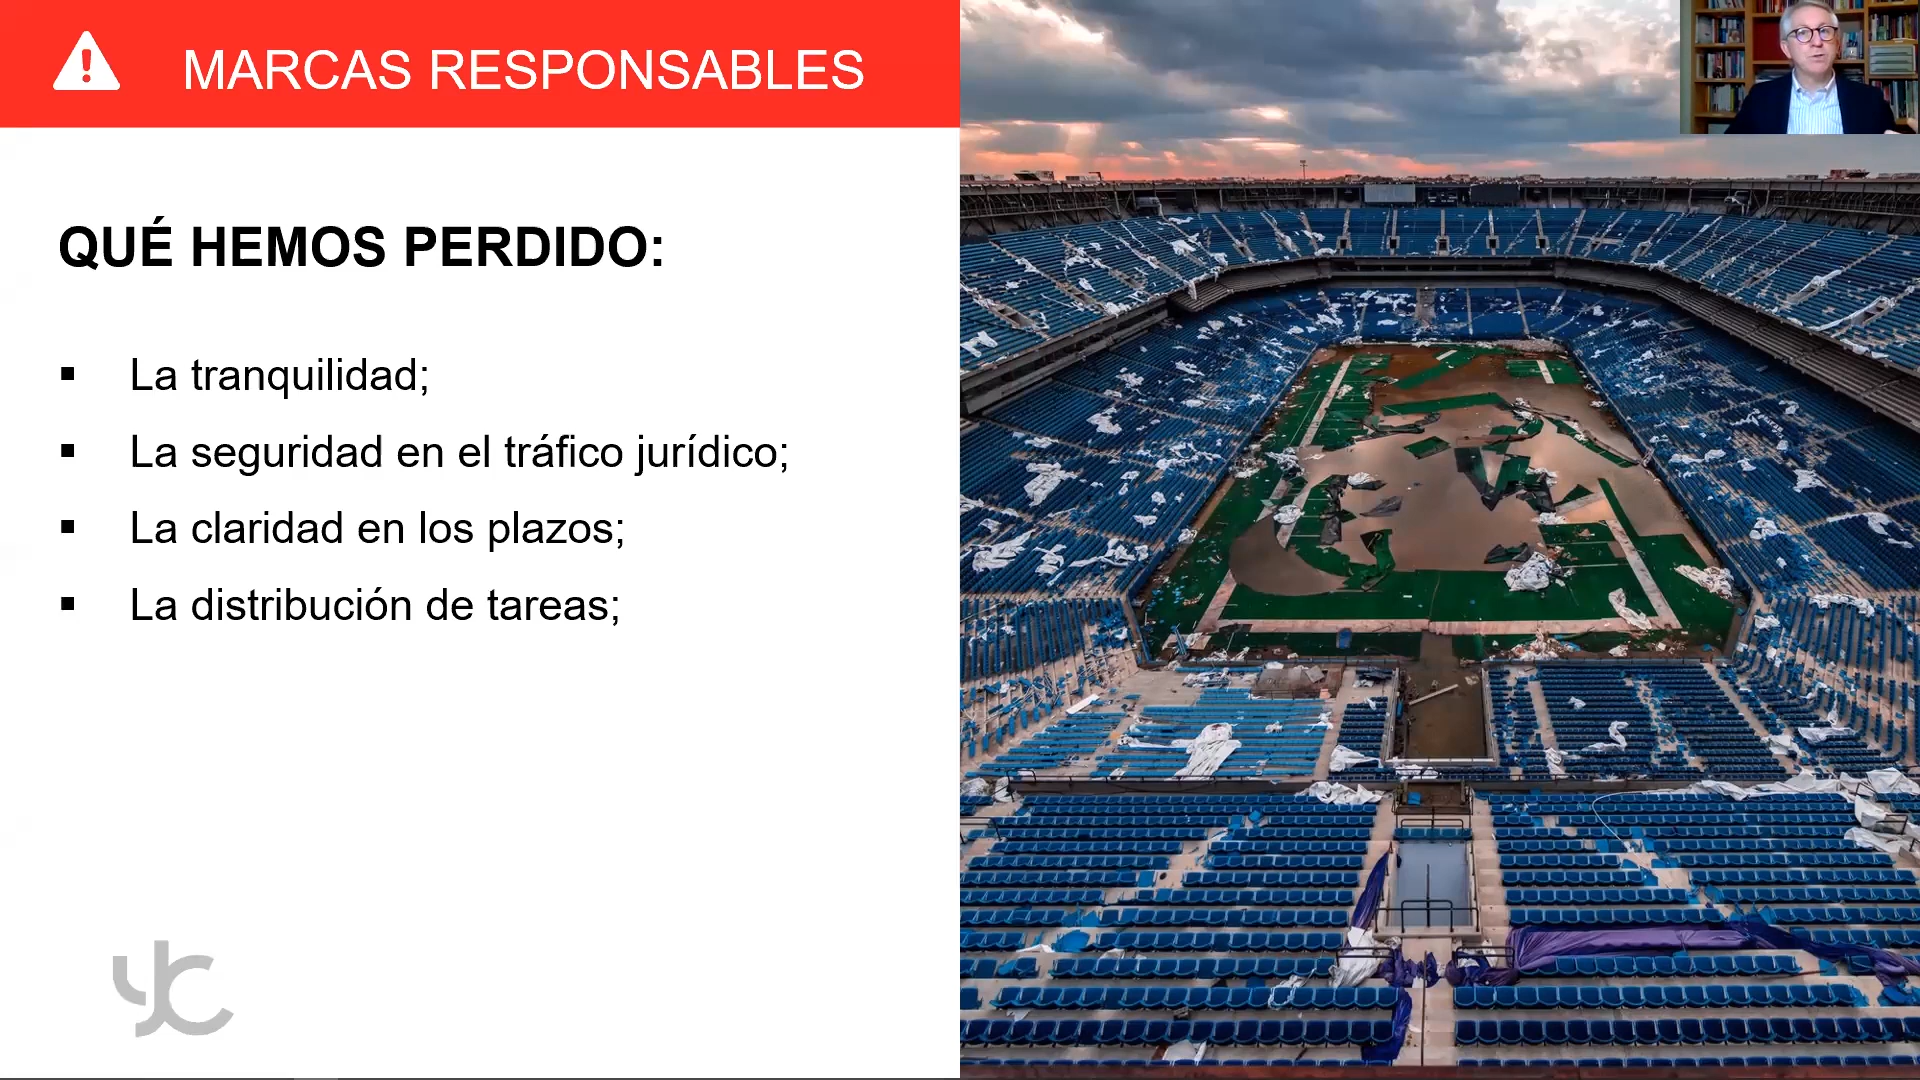 MARCAS RESPONSABLES
QUÉ HEMOS PERDIDO:
▪ La tranquilidad;
▪ La seguridad en el tráfico jurídico;
▪ La claridad en los plazos;
▪ La distribución de tareas;